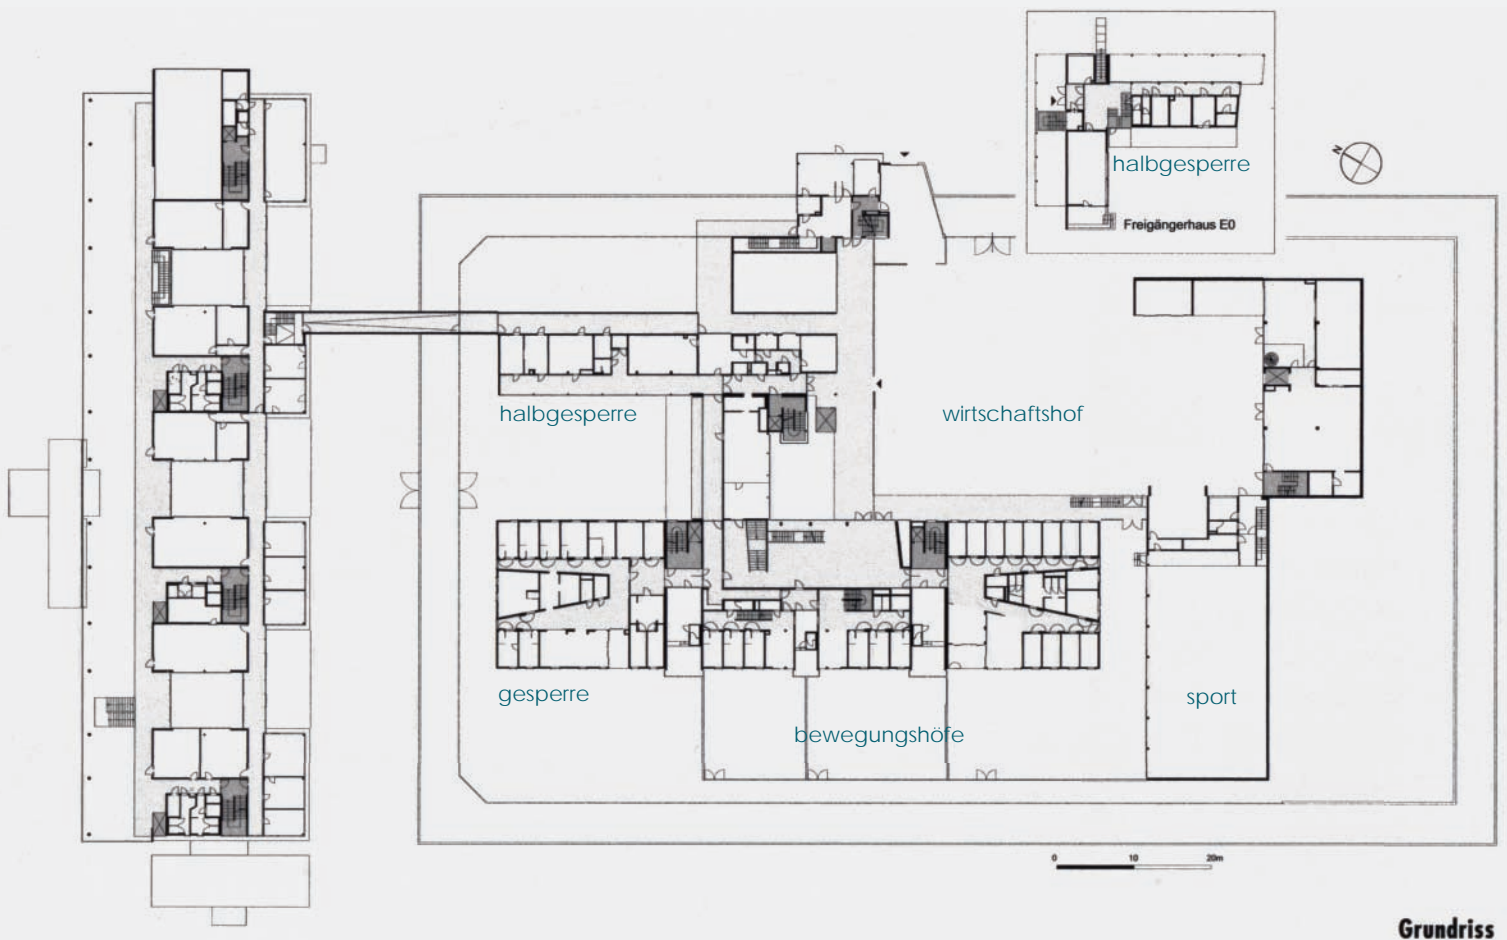 halbgesperre
Freigängerhaus E0
N
halbgesperre
wirtschaftshof
gesperre
bewegungshöfe
sport
0 10 20m
Grundriss